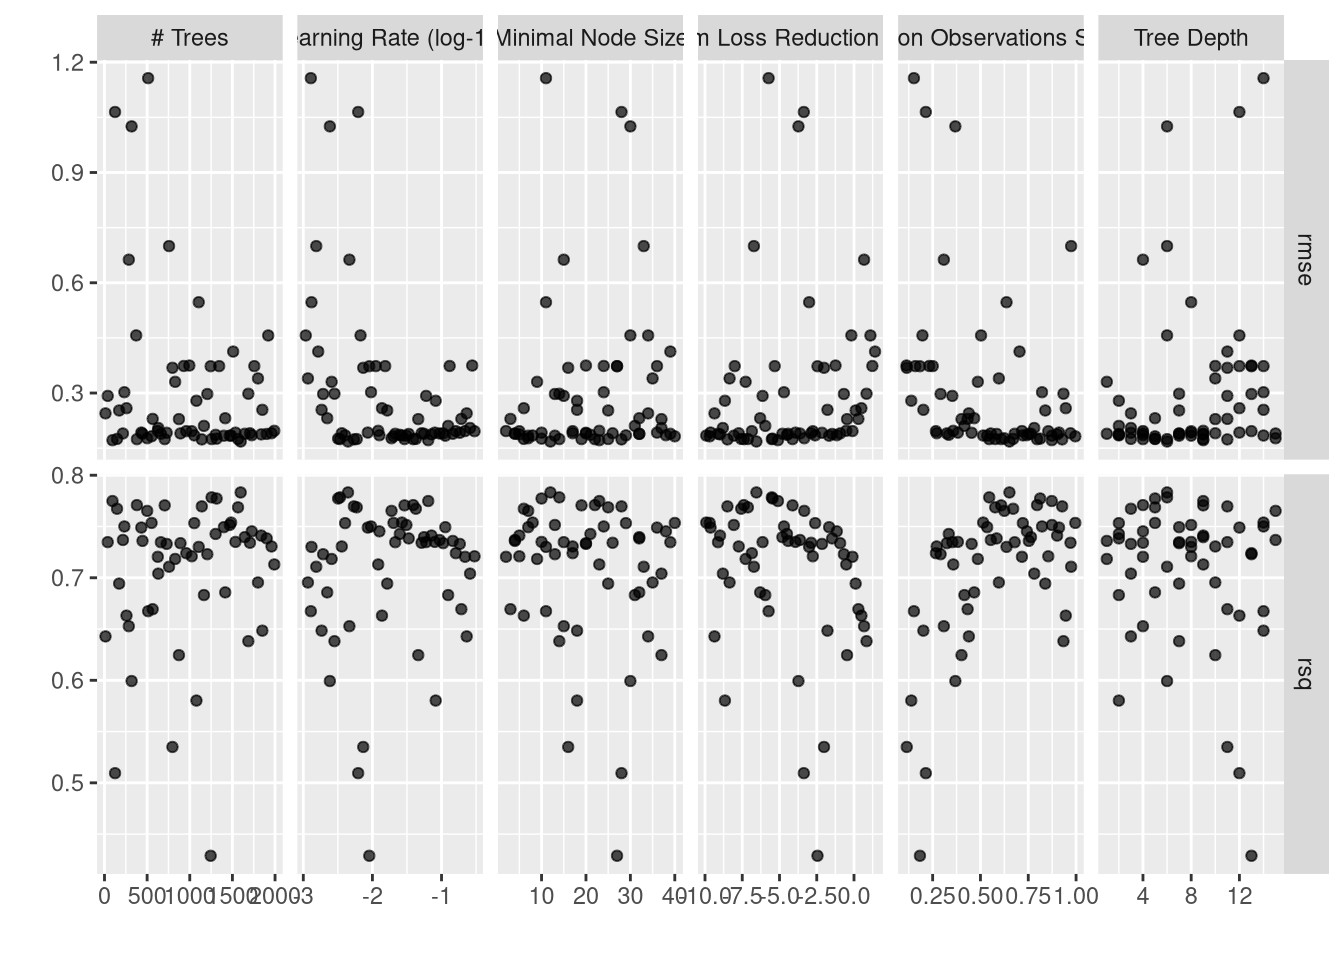 # Trees
earning Rate (log-1
Minimal Node Size
m Loss Reduction
on Observations S
Tree Depth
1.2
0.9
0.6
0.3
rmse
0.8
0.7
0.6
0.5
rsq
0 500 1000 1500 2000
-3 -2 -1
10 20 30 40
-10.0 -7.5 -5.0 -2.5 0.0
0.25 0.50 0.75 1.00
4 8 12